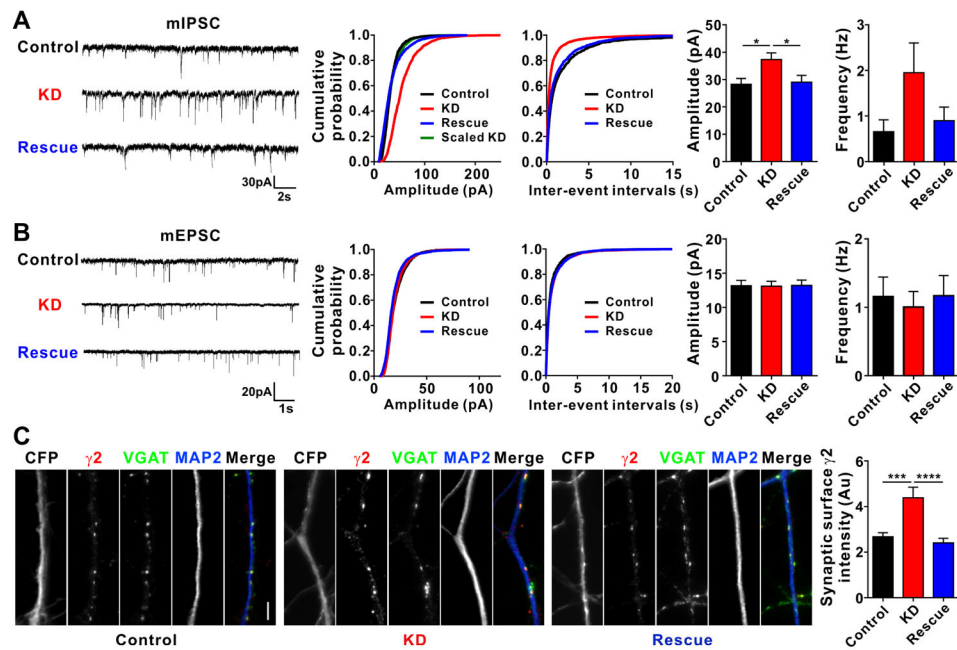 A
mIPSC
Control
KD
Rescue
30pA
2s
Cumulative
probability
1.0
0.8
0.6
0.4
0.2
0.0
Control
KD
Rescue
Scaled KD
0 100 200
Amplitude (pA)
1.0
0.8
0.6
0.4
0.2
0.0
Control
KD
Rescue
0 5 10 15
Inter-event intervals (s)
Amplitude (pA)
50
40
30
20
10
0
* *
Control
KD
Rescue
Frequency (Hz)
3
2
1
0
Control
KD
Rescue
B
mEPSC
Control
KD
Rescue
20pA
1s
Cumulative
probability
1.0
0.8
0.6
0.4
0.2
0.0
Control
KD
Rescue
0 50 100
Amplitude (pA)
1.0
0.8
0.6
0.4
0.2
0.0
Control
KD
Rescue
0 5 10 15 20
Inter-event intervals (s)
Amplitude (pA)
20
15
10
5
0
Control
KD
Rescue
Frequency (Hz)
2
1
0
Control
KD
Rescue
C
CFP γ2 VGAT MAP2 Merge
Control
CFP γ2 VGAT MAP2 Merge
KD
CFP γ2 VGAT MAP2 Merge
Rescue
Synaptic surface γ2
intensity (Au)
6
4
2
0
*** ****
Control
KD
Rescue